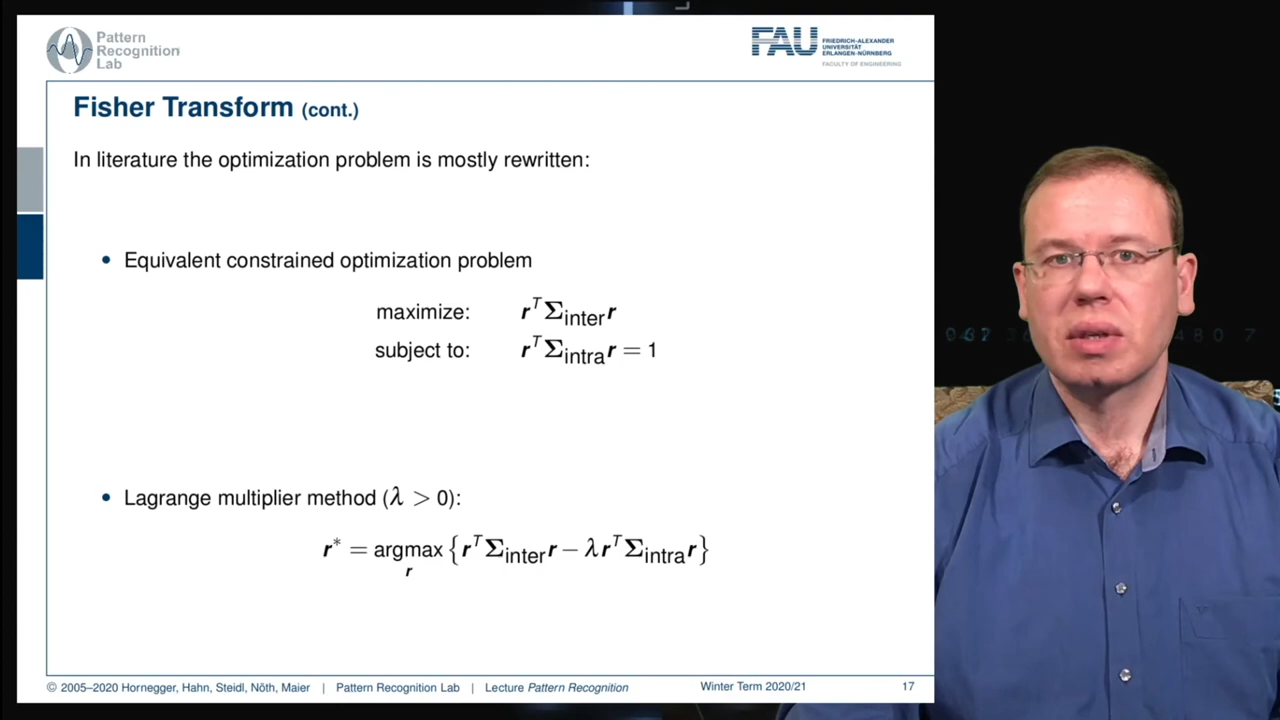 Pattern
Recognition
Lab
FAU
FRIEDRICH-ALEXANDER
UNIVERSITÄT
ERLANGEN-NÜRNBERG
FACULTY OF ENGINEERING
Fisher Transform (cont.)
In literature the optimization problem is mostly rewritten:
• Equivalent constrained optimization problem
maximize: r^T Σ_inter r
subject to: r^T Σ_intra r = 1
• Lagrange multiplier method (λ > 0):
r* = argmax_r {r^T Σ_inter r − λ r^T Σ_intra r}
© 2005–2020 Hornegger, Hahn, Steidl, Nöth, Maier | Pattern Recognition Lab | Lecture Pattern Recognition Winter Term 2020/21 17